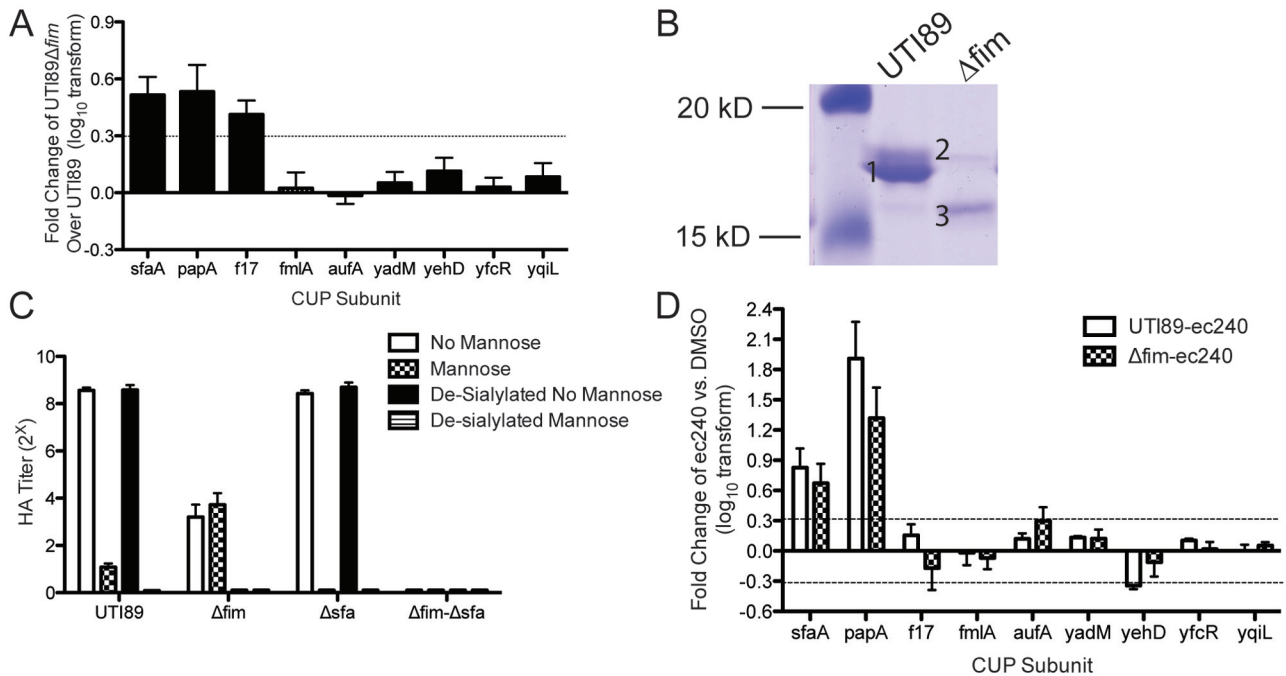 A
Fold Change of UTI89Δfim
Over UTI89 (log10 transform)
0.9
0.6
0.3
0.0
-0.3
sfaA papA f17 fmlA aufA yadM yehD yfcR yqiL
CUP Subunit
B
UTI89 Δfim
20 kD
15 kD
1
2
3
C
HA Titer (2^X)
10
8
6
4
2
0
UTI89 Δfim Δsfa Δfim-Δsfa
No Mannose
Mannose
De-Sialylated No Mannose
De-sialylated Mannose
D
Fold Change of ec240 vs. DMSO
(log10 transform)
2.4
2.1
1.8
1.5
1.2
0.9
0.6
0.3
0.0
-0.3
-0.6
UTI89-ec240
Δfim-ec240
sfaA papA f17 fmlA aufA yadM yehD yfcR yqiL
CUP Subunit